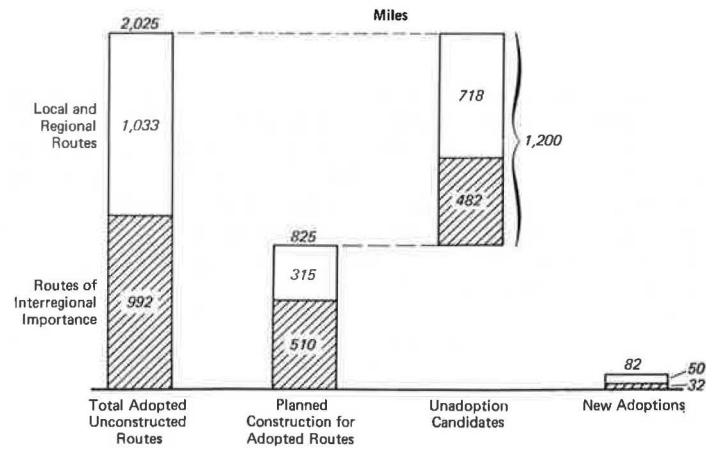 Miles
2,025
Local and
Regional
Routes
1,033
718
1,200
482
825
315
Routes of
Interregional
Importance
992
510
82
50
32
Total Adopted
Unconstructed
Routes
Planned
Construction for
Adopted Routes
Unadoption
Candidates
New Adoptions